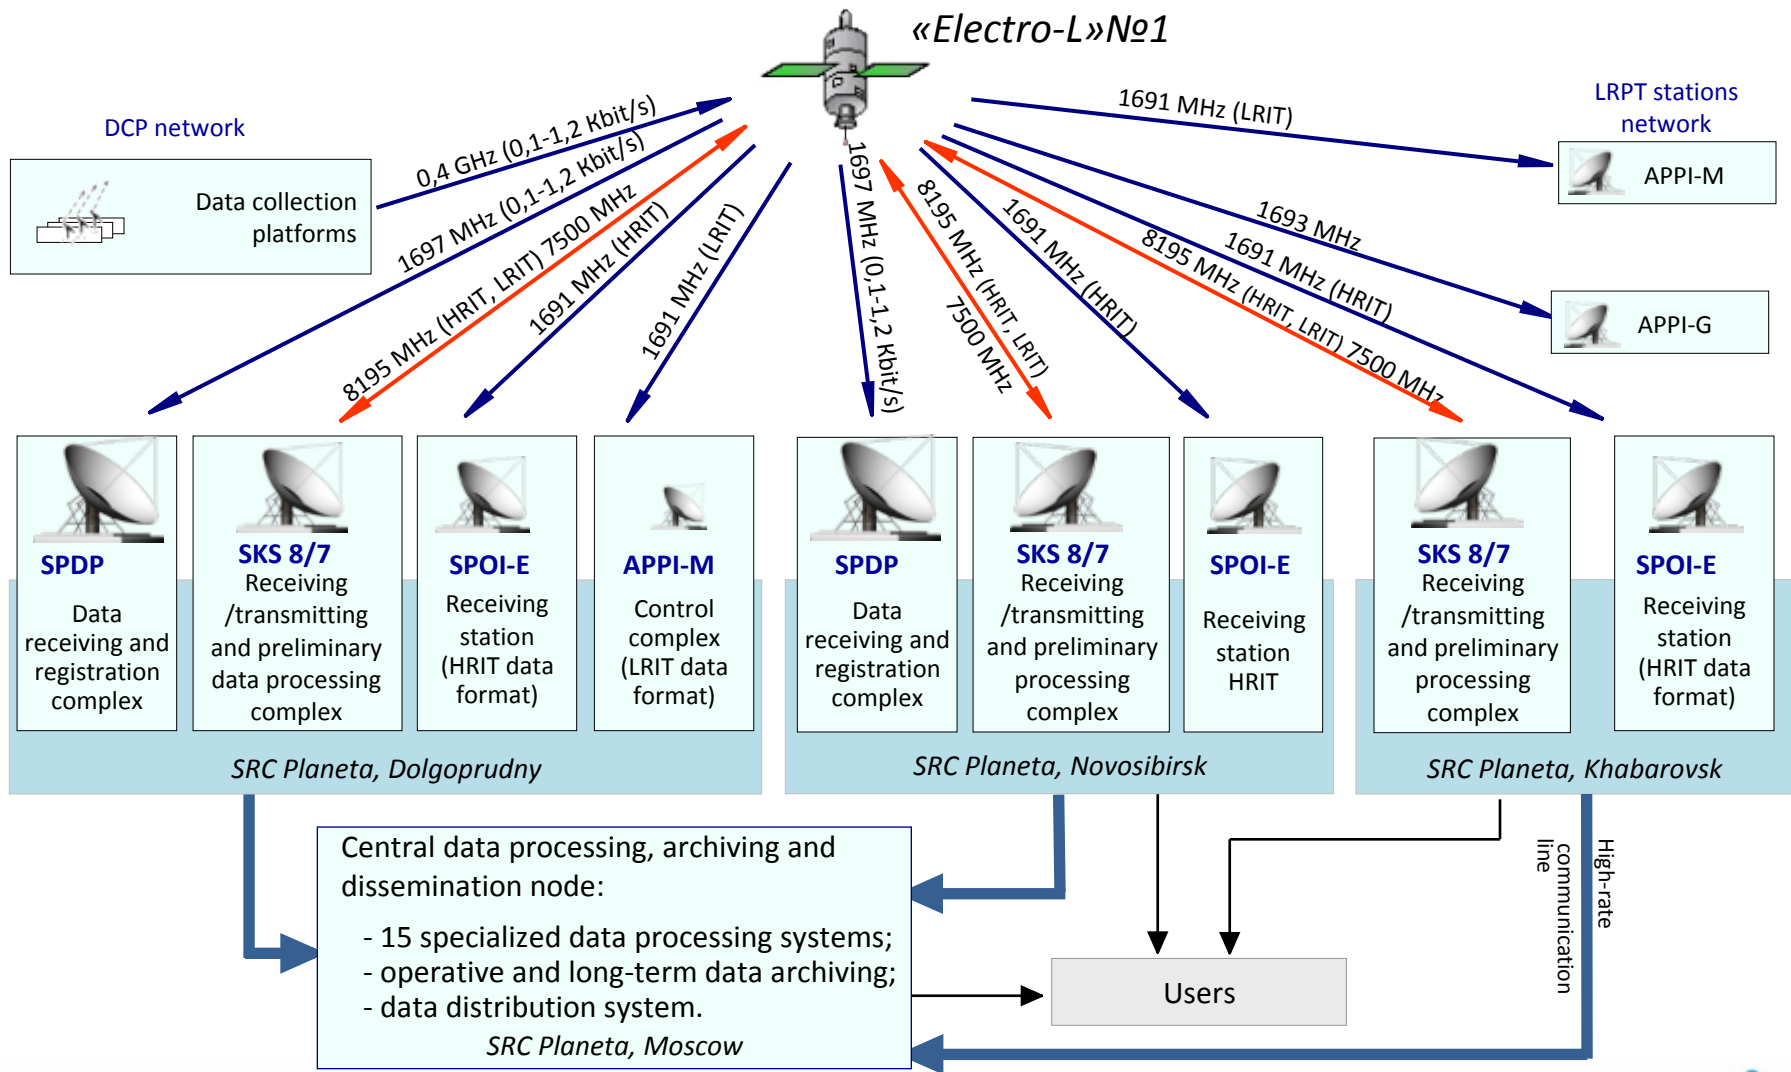 «Electro-L»№1
DCP network
Data collection
platforms
LRPT stations
network
APPI-M
APPI-G
0,4 GHz (0,1-1,2 Kbit/s)
1697 MHz (0,1-1,2 Kbit/s)
8195 MHz (HRIT, LRIT) 7500 MHz
1691 MHz (HRIT)
1691 MHz (LRIT)
1697 MHz (0,1-1,2 Kbit/s)
8195 MHz (HRIT, LRIT)
7500 MHz
1691 MHz (HRIT)
8195 MHz (HRIT, LRIT) 7500 MHz
1691 MHz (HRIT)
1693 MHz
1691 MHz (LRIT)
SPDP
Data
receiving and
registration
complex
SKS 8/7
Receiving
/transmitting
and preliminary
data processing
complex
SPOI-E
Receiving
station
(HRIT data
format)
APPI-M
Control
complex
(LRIT data
format)
SRC Planeta, Dolgoprudny
SPDP
Data
receiving and
registration
complex
SKS 8/7
Receiving
/transmitting
and preliminary
processing
complex
SPOI-E
Receiving
station
HRIT
SRC Planeta, Novosibirsk
SKS 8/7
Receiving
/transmitting
and preliminary
processing
complex
SPOI-E
Receiving
station
(HRIT data
format)
SRC Planeta, Khabarovsk
Central data processing, archiving and
dissemination node:
- 15 specialized data processing systems;
- operative and long-term data archiving;
- data distribution system.
SRC Planeta, Moscow
Users
High-rate
communication
line